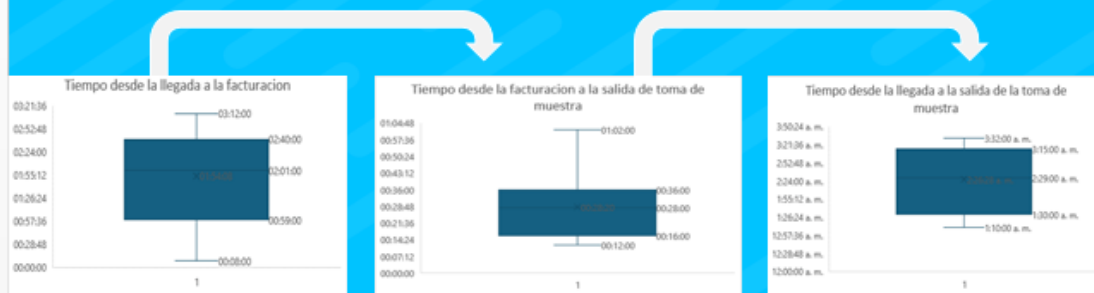 Tiempo desde la llegada a la facturacion
03:21:36
02:52:48
02:24:00
01:55:12
01:26:24
00:57:36
00:28:48
00:00:00
03:12:00
02:40:00
02:01:00
00:59:00
00:08:00
1
Tiempo desde la facturacion a la salida de toma de
muestra
01:04:48
00:57:36
00:50:24
00:43:12
00:36:00
00:28:48
00:21:36
00:14:24
00:07:12
00:00:00
01:02:00
00:36:00
00:28:00
00:16:00
00:12:00
1
Tiempo desde la llegada a la salida de la toma de
muestra
3:50:24 a. m.
3:21:36 a. m.
2:52:48 a. m.
2:24:00 a. m.
1:55:12 a. m.
1:26:24 a. m.
12:57:36 a. m.
12:28:48 a. m.
12:00:00 a. m.
3:32:00 a. m.
3:15:00 a. m.
2:29:00 a. m.
1:30:00 a. m.
1:10:00 a. m.
1